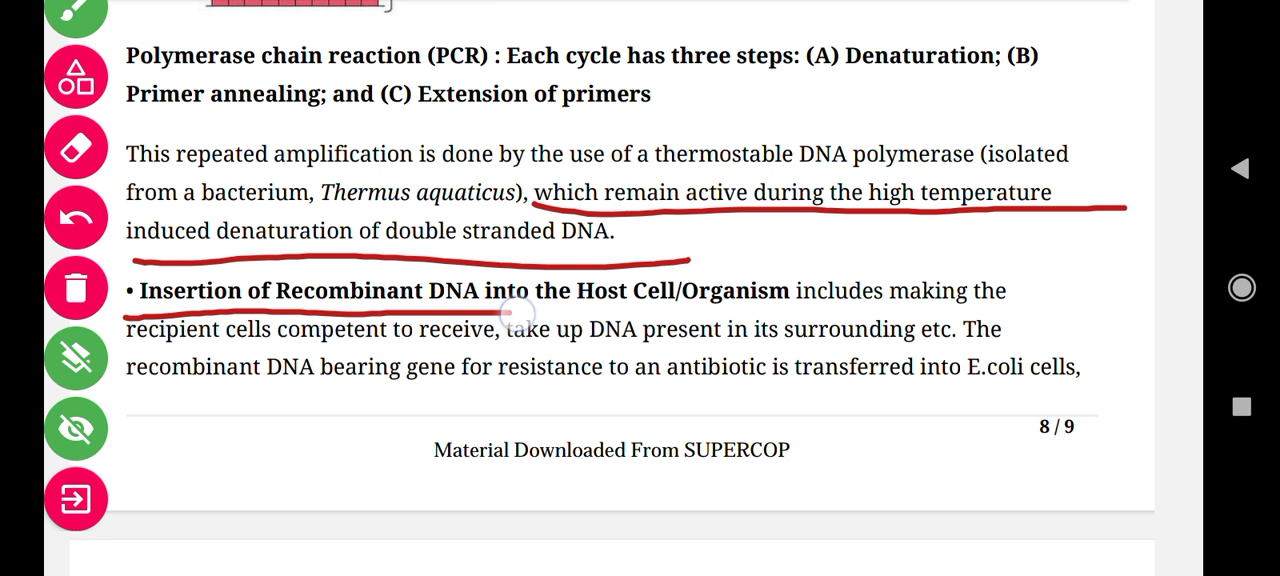 Polymerase chain reaction (PCR) : Each cycle has three steps: (A) Denaturation; (B)
Primer annealing; and (C) Extension of primers
This repeated amplification is done by the use of a thermostable DNA polymerase (isolated
from a bacterium, Thermus aquaticus), which remain active during the high temperature
induced denaturation of double stranded DNA.
• Insertion of Recombinant DNA into the Host Cell/Organism includes making the
recipient cells competent to receive, take up DNA present in its surrounding etc. The
recombinant DNA bearing gene for resistance to an antibiotic is transferred into E.coli cells,
8 / 9
Material Downloaded From SUPERCOP